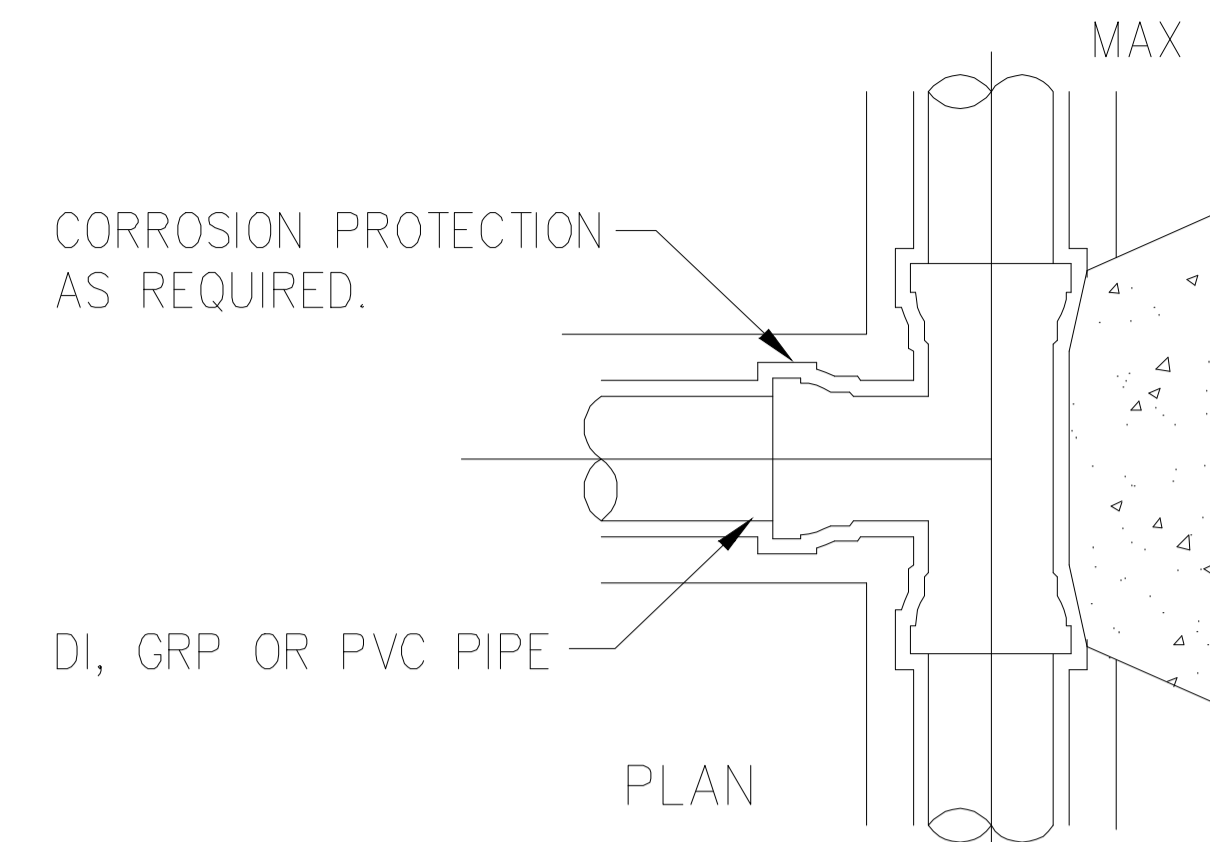 MAX
CORROSION PROTECTION
AS REQUIRED.
DI, GRP OR PVC PIPE
PLAN